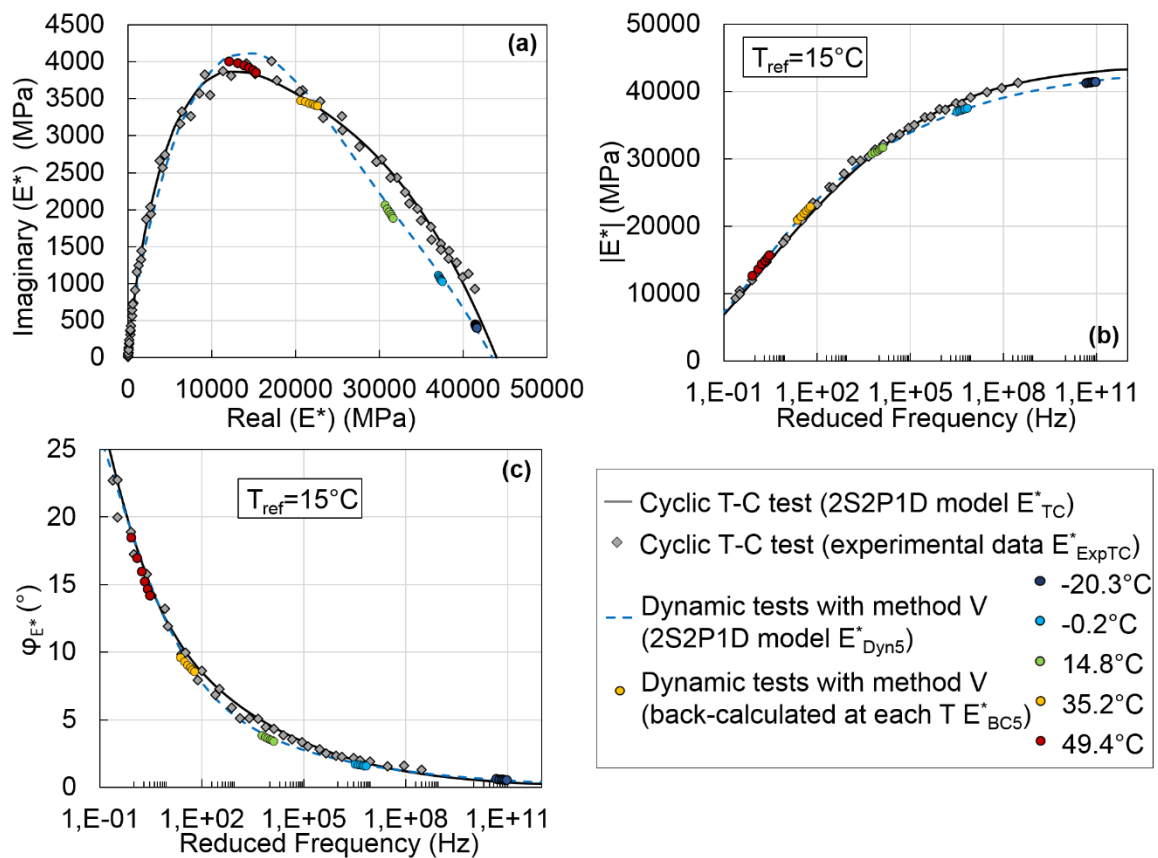 4500
4000
3500
3000
2500
2000
1500
1000
500
0
Imaginary (E*) (MPa)
(a)
0 10000 20000 30000 40000 50000
Real (E*) (MPa)
50000
40000
30000
20000
10000
0
|E*| (MPa)
Tref=15°C
(b)
1,E-01 1,E+02 1,E+05 1,E+08 1,E+11
Reduced Frequency (Hz)
25
20
15
10
5
0
φE* (°)
Tref=15°C
(c)
1,E-01 1,E+02 1,E+05 1,E+08 1,E+11
Reduced Frequency (Hz)
Cyclic T-C test (2S2P1D model E*TC)
Cyclic T-C test (experimental data E*ExpTC)
Dynamic tests with method V
(2S2P1D model E*Dyn5)
Dynamic tests with method V
(back-calculated at each T E*BC5)
-20.3°C
-0.2°C
14.8°C
35.2°C
49.4°C